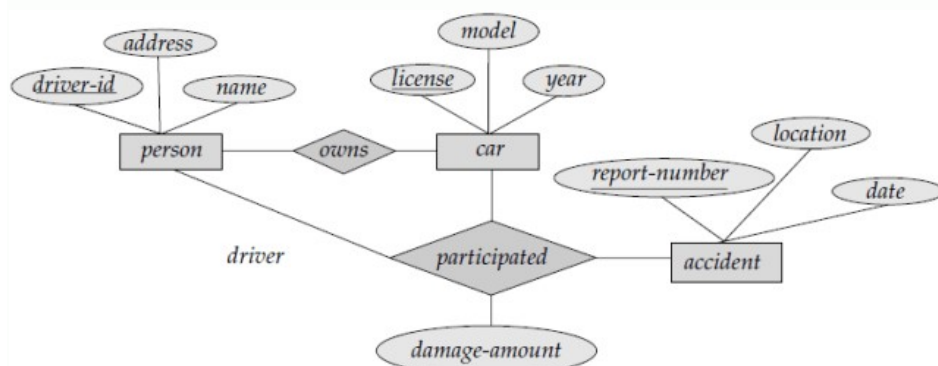 model
address
driver-id
name
license
year
person
owns
car
location
report-number
date
driver
participated
accident
damage-amount